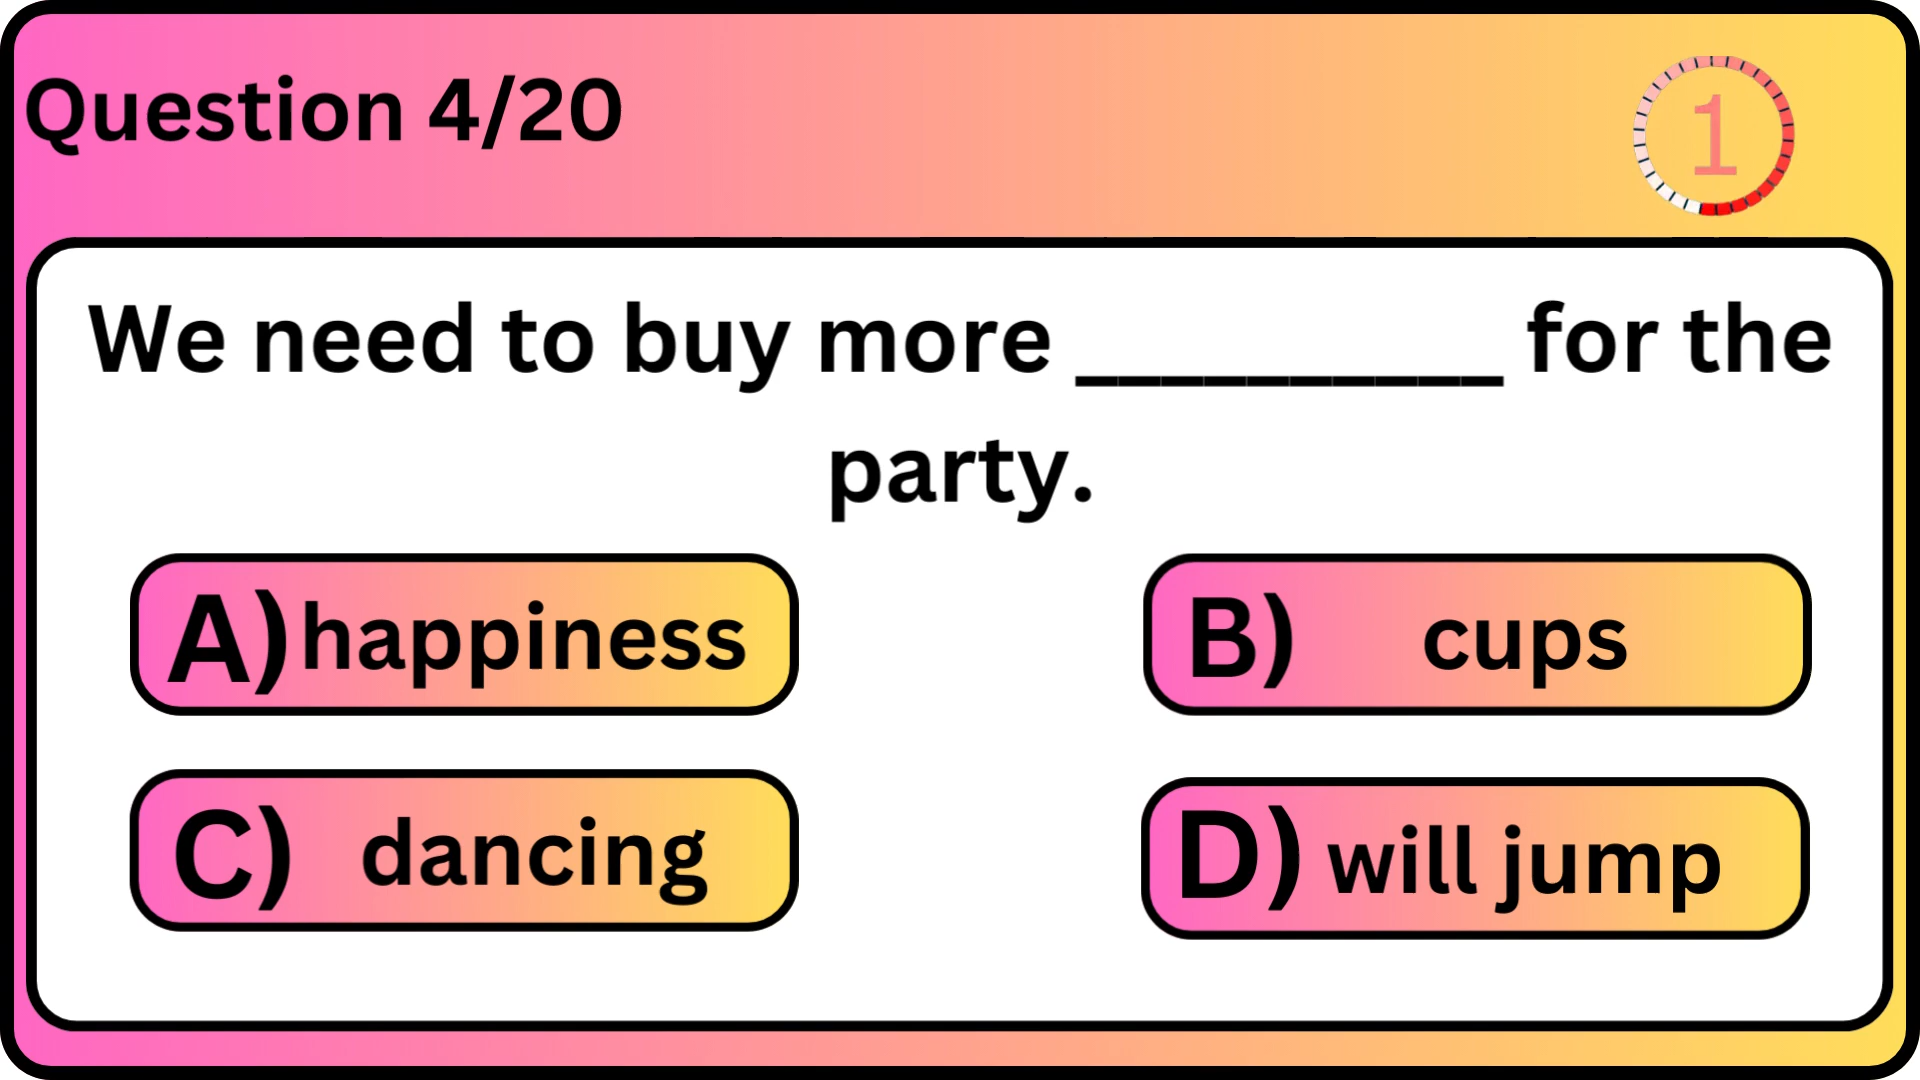 Question 4/20
1
We need to buy more __________ for the
party.
A) happiness
B) cups
C) dancing
D) will jump